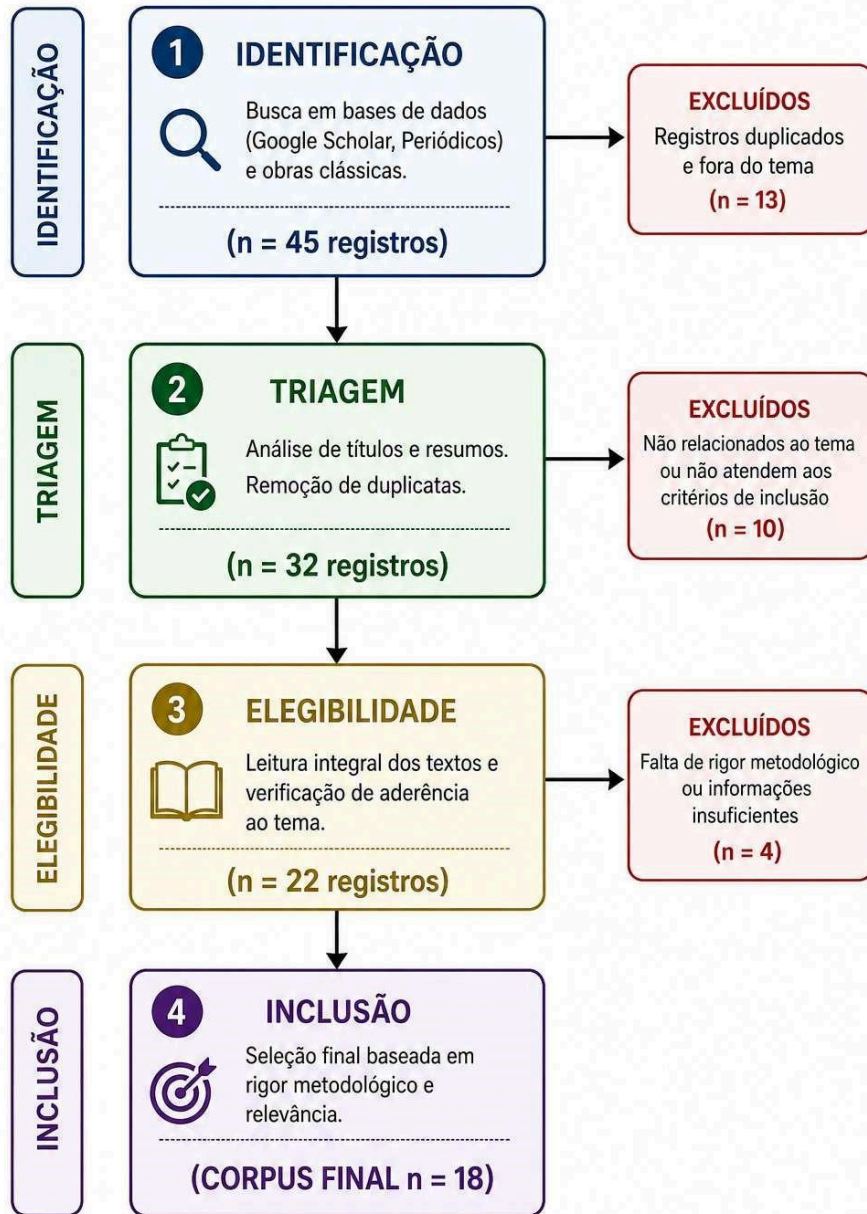 IDENTIFICAÇÃO
1 IDENTIFICAÇÃO
Busca em bases de dados
(Google Scholar, Periódicos)
e obras clássicas.
(n = 45 registros)
EXCLUÍDOS
Registros duplicados
e fora do tema
(n = 13)
TRIAGEM
2 TRIAGEM
Análise de títulos e resumos.
Remoção de duplicatas.
(n = 32 registros)
EXCLUÍDOS
Não relacionados ao tema
ou não atendem aos
critérios de inclusão
(n = 10)
ELEGIBILIDADE
3 ELEGIBILIDADE
Leitura integral dos textos e
verificação de aderência
ao tema.
(n = 22 registros)
EXCLUÍDOS
Falta de rigor metodológico
ou informações
insuficientes
(n = 4)
INCLUSÃO
4 INCLUSÃO
Seleção final baseada em
rigor metodológico e
relevância.
(CORPUS FINAL n = 18)